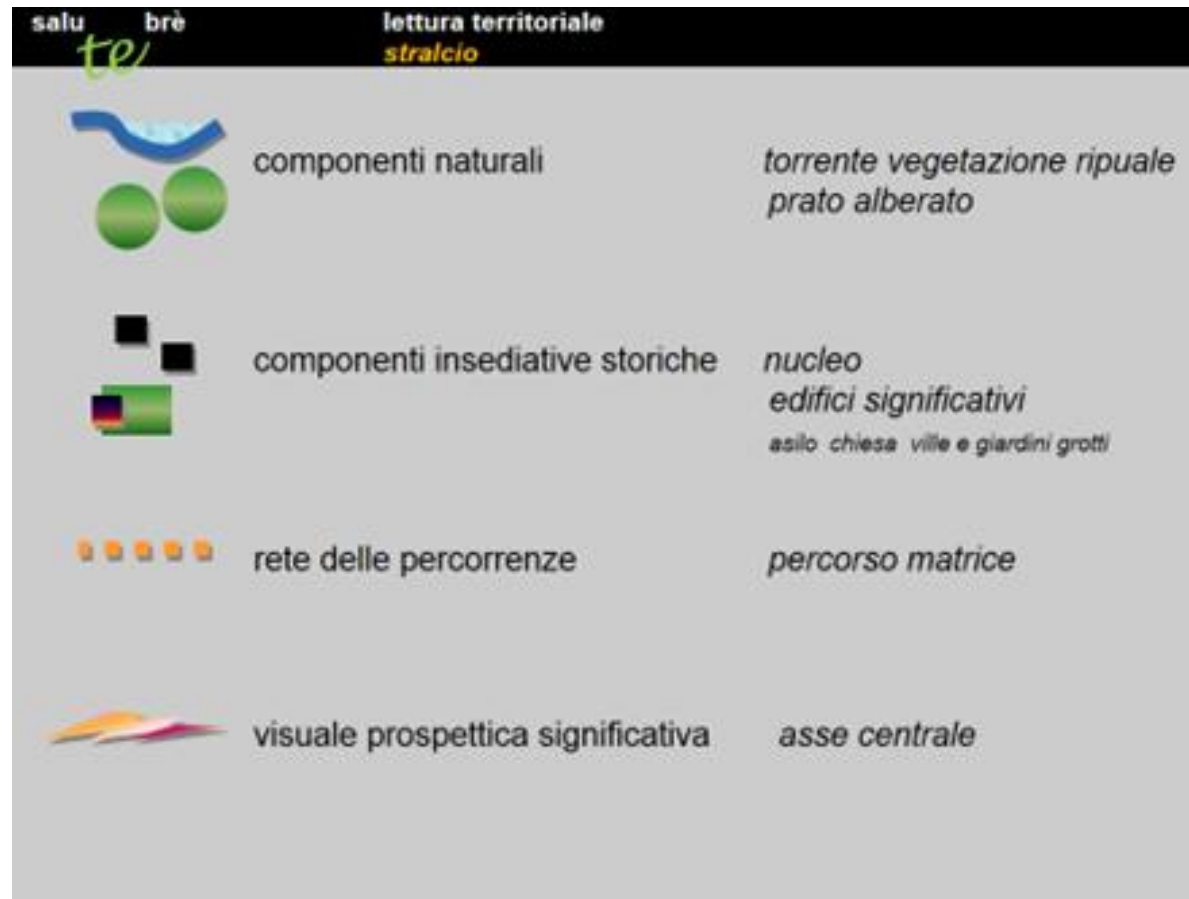 salu te brè
lettura territoriale
stralcio
componenti naturali
torrente vegetazione ripuale
prato alberato
componenti insediative storiche
nucleo
edifici significativi
asilo chiesa ville e giardini grotti
rete delle percorrenze
percorso matrice
visuale prospettica significativa
asse centrale